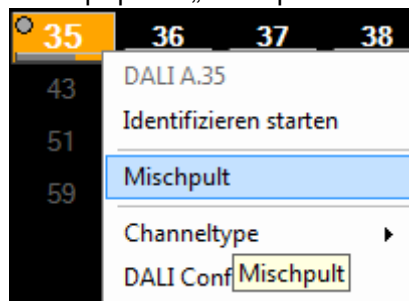 35 36 37 38
43 DALI A.35
Identifizieren starten
51
59 Mischpult
Channeltype
DALI Conf Mischpult